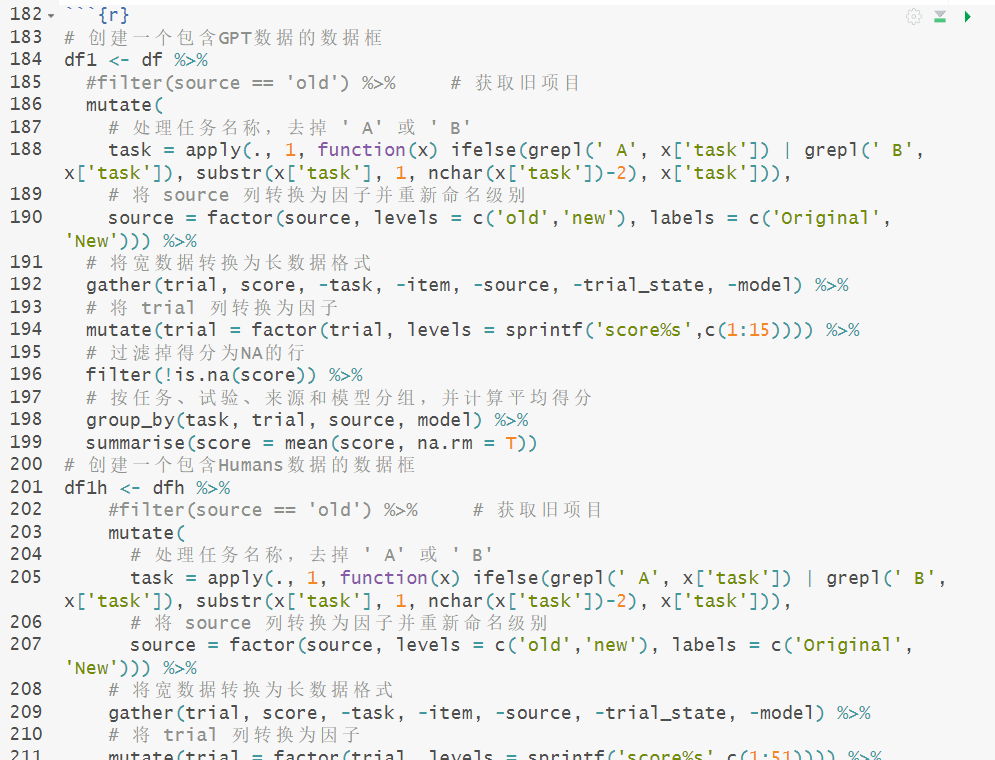 182 ```{r}
183 # 创建一个包含GPT数据的数据框
184 df1 <- df %>%
185   #filter(source == 'old') %>%     # 获取旧项目
186   mutate(
187     # 处理任务名称，去掉 ' A' 或 ' B'
188     task = apply(., 1, function(x) ifelse(grepl(' A', x['task']) | grepl(' B',
x['task']), substr(x['task'], 1, nchar(x['task'])-2), x['task'])),
189     # 将 source 列转换为因子并重新命名级别
190     source = factor(source, levels = c('old','new'), labels = c('Original',
'New'))) %>%
191   # 将宽数据转换为长数据格式
192   gather(trial, score, -task, -item, -source, -trial_state, -model) %>%
193   # 将 trial 列转换为因子
194   mutate(trial = factor(trial, levels = sprintf('score%s',c(1:15)))) %>%
195   # 过滤掉得分为NA的行
196   filter(!is.na(score)) %>%
197   # 按任务、试验、来源和模型分组，并计算平均得分
198   group_by(task, trial, source, model) %>%
199   summarise(score = mean(score, na.rm = T))
200 # 创建一个包含Humans数据的数据框
201 df1h <- dfh %>%
202     #filter(source == 'old') %>%     # 获取旧项目
203     mutate(
204       # 处理任务名称，去掉 ' A' 或 ' B'
205       task = apply(., 1, function(x) ifelse(grepl(' A', x['task']) | grepl(' B',
x['task']), substr(x['task'], 1, nchar(x['task'])-2), x['task'])),
206       # 将 source 列转换为因子并重新命名级别
207       source = factor(source, levels = c('old','new'), labels = c('Original',
'New'))) %>%
208     # 将宽数据转换为长数据格式
209     gather(trial, score, -task, -item, -source, -trial_state, -model) %>%
210     # 将 trial 列转换为因子
211     mutate(trial = factor(trial, levels = sprintf('score%s',c(1:51)))) %>%